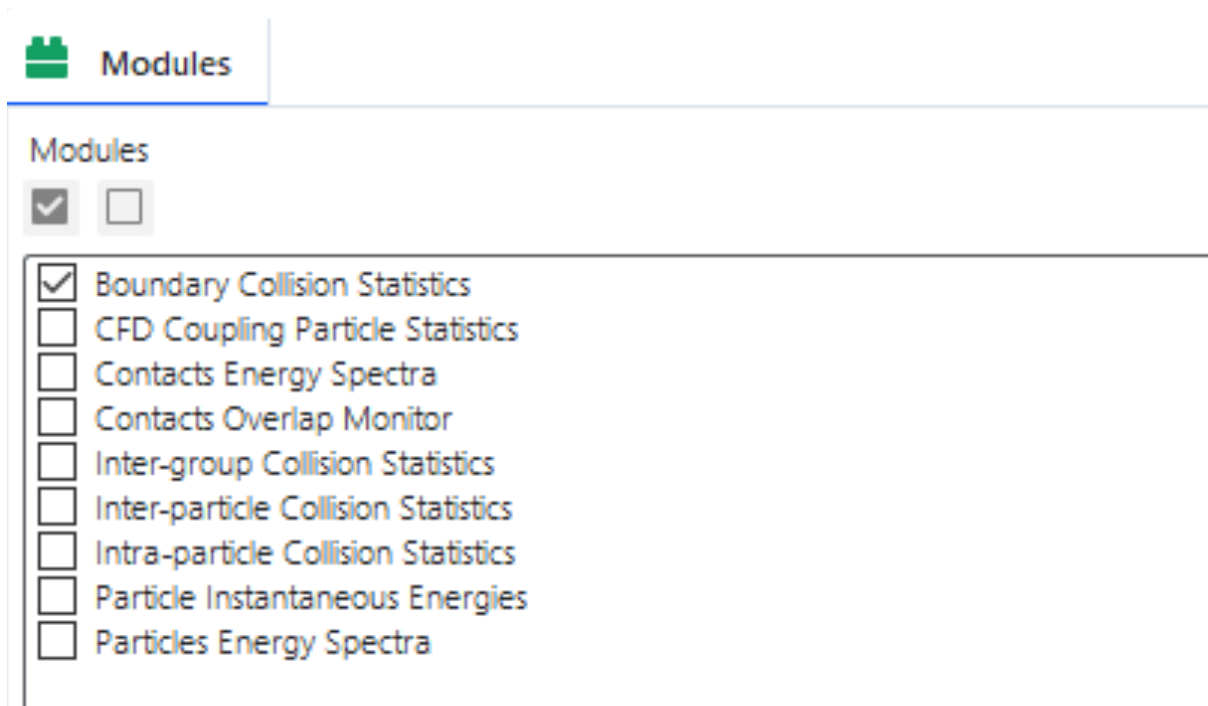 Modules
Modules
Boundary Collision Statistics
CFD Coupling Particle Statistics
Contacts Energy Spectra
Contacts Overlap Monitor
Inter-group Collision Statistics
Inter-particle Collision Statistics
Intra-particle Collision Statistics
Particle Instantaneous Energies
Particles Energy Spectra